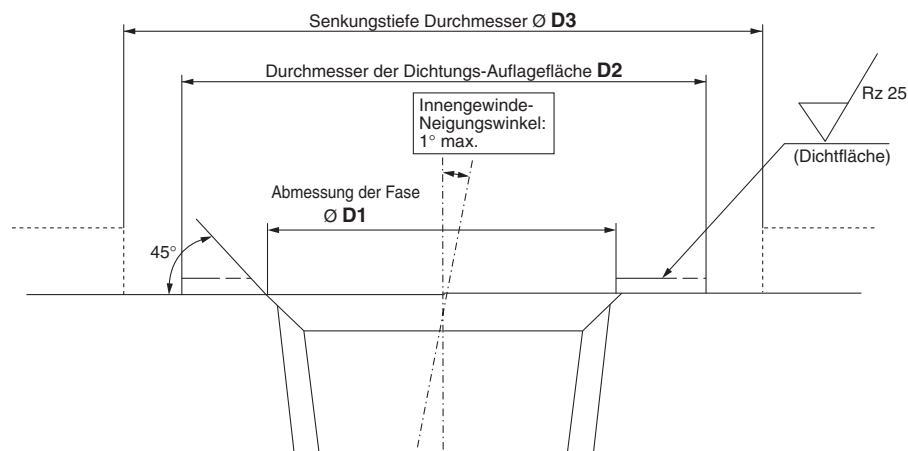 Senkungstiefe Durchmesser Ø D3
Durchmesser der Dichtungs-Auflagefläche D2
Innengewinde-
Neigungswinkel:
1° max.
Rz 25
(Dichtfläche)
Abmessung der Fase
Ø D1
45°